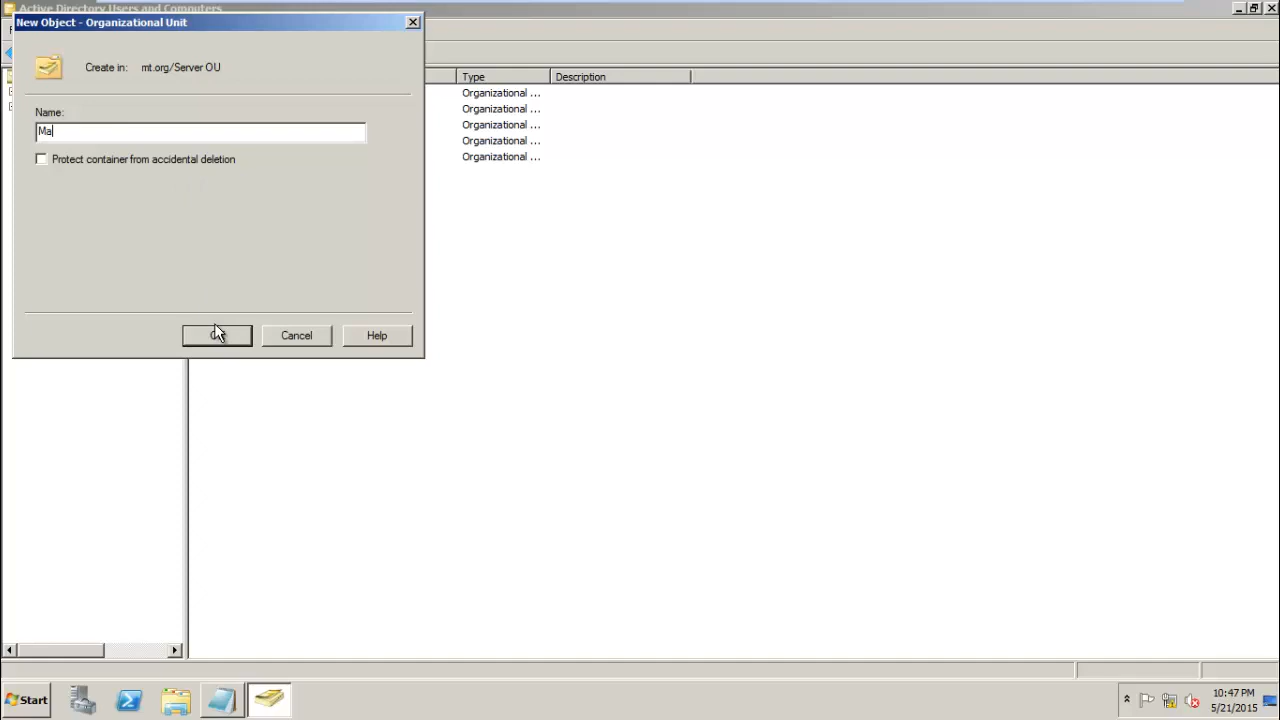 Active Directory Users and Computers
New Object - Organizational Unit
Create in: mt.org/Server OU
Name:
Ma
Protect container from accidental deletion
Cancel
Help
Type
Description
Organizational ...
Organizational ...
Organizational ...
Organizational ...
Organizational ...
Start
10:47 PM
5/21/2015